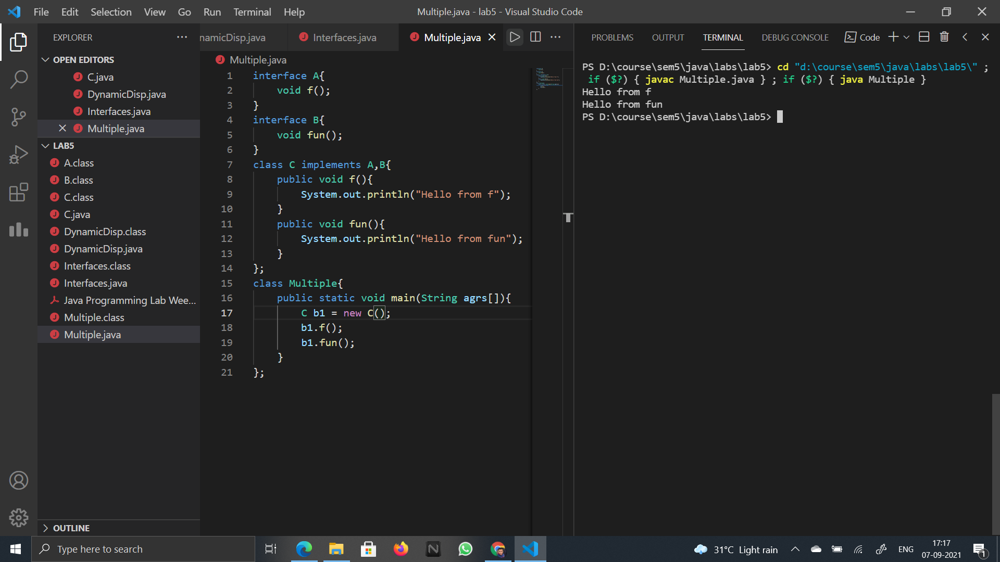 File Edit Selection View Go Run Terminal Help
Multiple.java - lab5 - Visual Studio Code
EXPLORER
OPEN EDITORS
C.java
DynamicDisp.java
Interfaces.java
Multiple.java
LAB5
A.class
B.class
C.class
C.java
DynamicDisp.class
DynamicDisp.java
Interfaces.class
Interfaces.java
Java Programming Lab Wee...
Multiple.class
Multiple.java
OUTLINE
namicDisp.java Interfaces.java Multiple.java
Multiple.java
1 interface A{
2 void f();
3 }
4 interface B{
5 void fun();
6 }
7 class C implements A,B{
8 public void f(){
9 System.out.println("Hello from f");
10 }
11 public void fun(){
12 System.out.println("Hello from fun");
13 }
14 };
15 class Multiple{
16 public static void main(String agrs[]){
17 C b1 = new C();
18 b1.f();
19 b1.fun();
20 }
21 };
PROBLEMS OUTPUT TERMINAL DEBUG CONSOLE Code
PS D:\course\sem5\java\labs\lab5> cd "d:\course\sem5\java\labs\lab5\" ;
if ($?) { javac Multiple.java } ; if ($?) { java Multiple }
Hello from f
Hello from fun
PS D:\course\sem5\java\labs\lab5>
Type here to search
31°C Light rain
ENG
17:17
07-09-2021
1